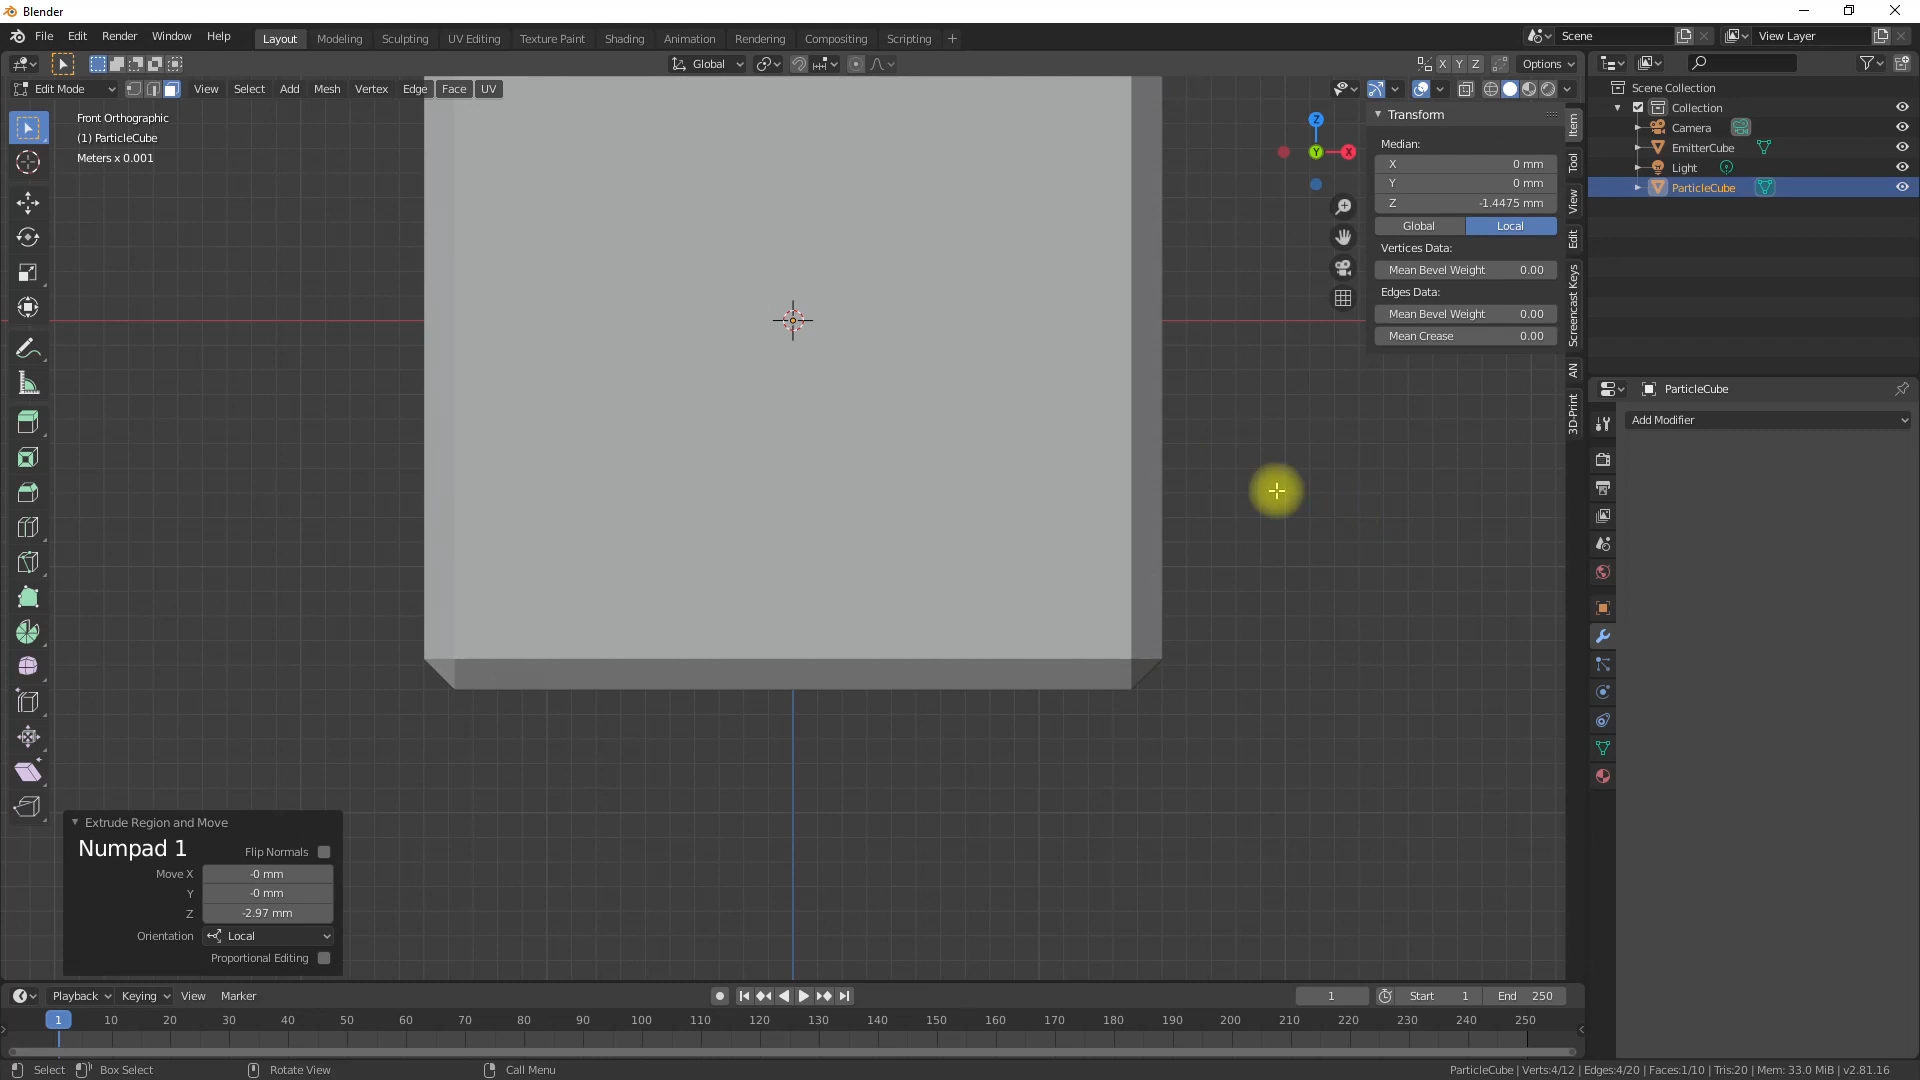 Blender
File Edit Render Window Help Layout Modeling Sculpting UV Editing Texture Paint Shading Animation Rendering Compositing Scripting Scene View Layer
Global X Y Z Options
Edit Mode View Select Add Mesh Vertex Edge Face UV
Front Orthographic
(1) ParticleCube
Meters x 0.001
Z
Y
X
Transform
Median:
X 0 mm
Y 0 mm
Z -1.4475 mm
Global Local
Vertices Data:
Mean Bevel Weight 0.00
Edges Data:
Mean Bevel Weight 0.00
Mean Crease 0.00
Item
Tool
View
Edit
Screencast Keys
AN
3D-Print
Scene Collection
Collection
Camera
EmitterCube
Light
ParticleCube
ParticleCube
Add Modifier
Extrude Region and Move
Numpad 1
Flip Normals
Move X -0 mm
Y -0 mm
Z -2.97 mm
Orientation Local
Proportional Editing
Playback Keying View Marker 1 Start 1 End 250
1 10 20 30 40 50 60 70 80 90 100 110 120 130 140 150 160 170 180 190 200 210 220 230 240 250
Select Box Select Rotate View Call Menu ParticleCube | Verts:4/12 | Edges:4/20 | Faces:1/10 | Tris:20 | Mem: 33.0 MiB | v2.81.16